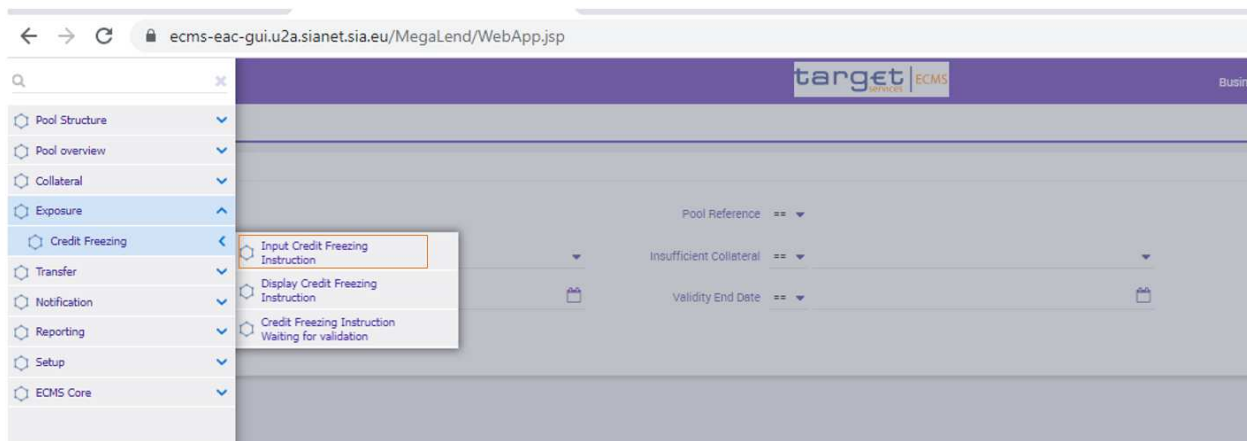 ecms-eac-gui.u2a.sianet.sia.eu/MegaLend/WebApp.jsp
target services | ECMS
Busin
Pool Structure
Pool overview
Collateral
Exposure
Pool Reference ==
Credit Freezing
Input Credit Freezing
Instruction
Insufficient Collateral ==
Transfer
Display Credit Freezing
Instruction
Validity End Date ==
Notification
Credit Freezing Instruction
Waiting for validation
Reporting
Setup
ECMS Core